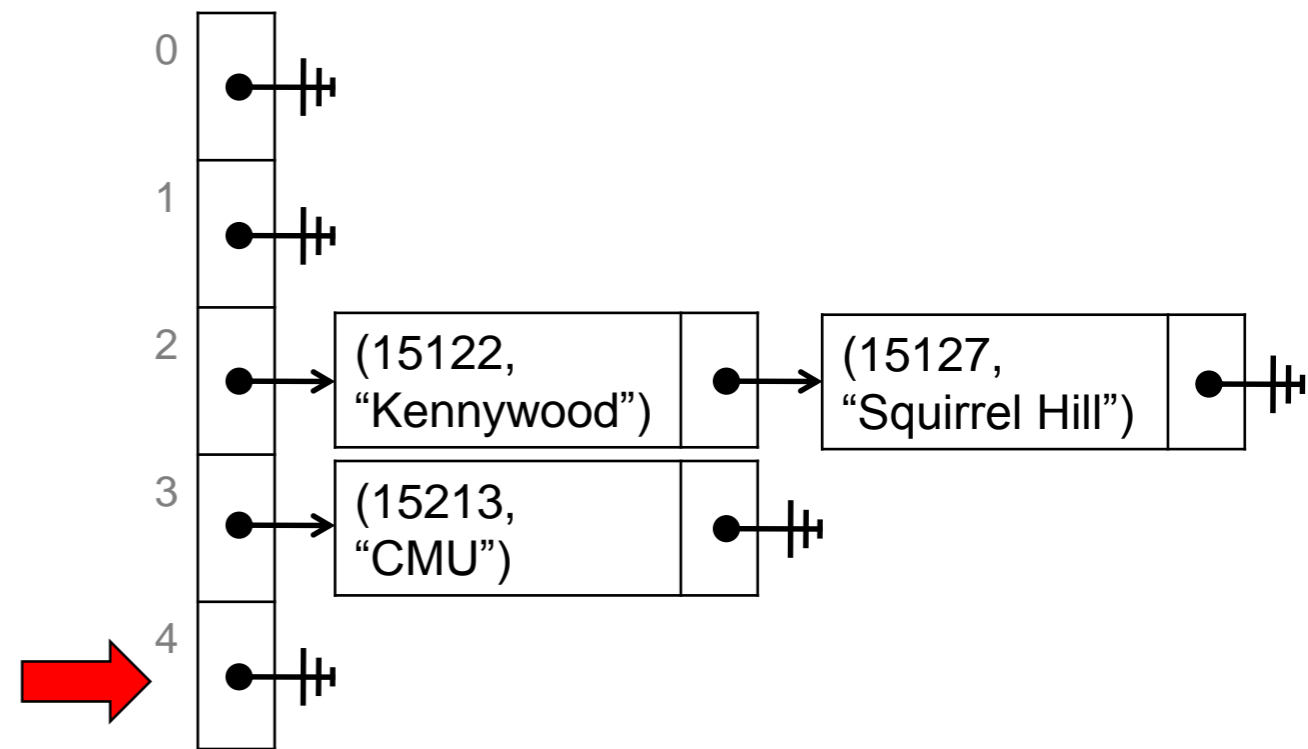 0
1
2
(15122,
“Kennywood”)
(15127,
“Squirrel Hill”)
3
(15213,
“CMU”)
4